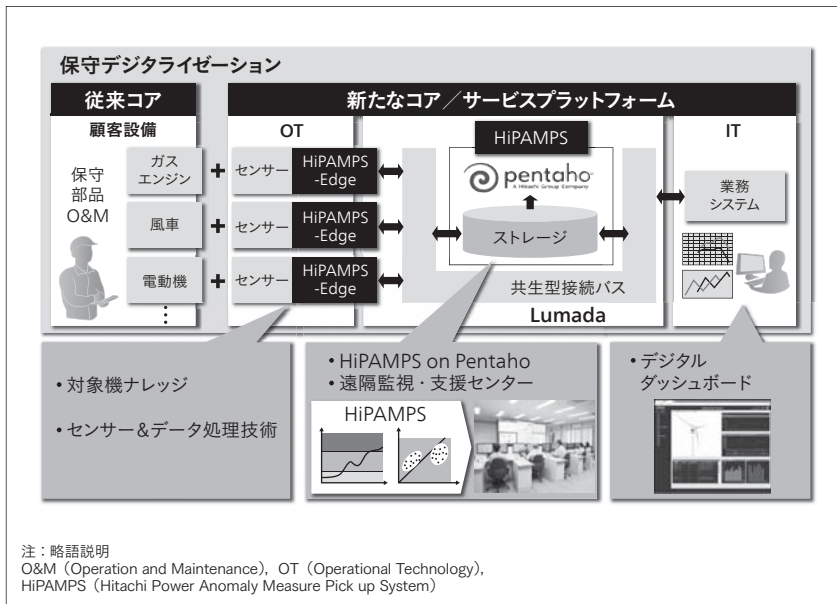 保守デジタライゼーション
従来コア
新たなコア／サービスプラットフォーム
顧客設備
保守
部品
O&M
ガス
エンジン
風車
電動機
OT
センサー
HiPAMPS
-Edge
センサー
HiPAMPS
-Edge
センサー
HiPAMPS
-Edge
HiPAMPS
pentaho
A Hitachi Group Company
ストレージ
共生型接続バス
Lumada
IT
業務
システム
・対象機ナレッジ
・センサー&データ処理技術
・HiPAMPS on Pentaho
・遠隔監視・支援センター
HiPAMPS
・デジタル
ダッシュボード
注：略語説明
O&M（Operation and Maintenance），OT（Operational Technology），
HiPAMPS（Hitachi Power Anomaly Measure Pick up System）